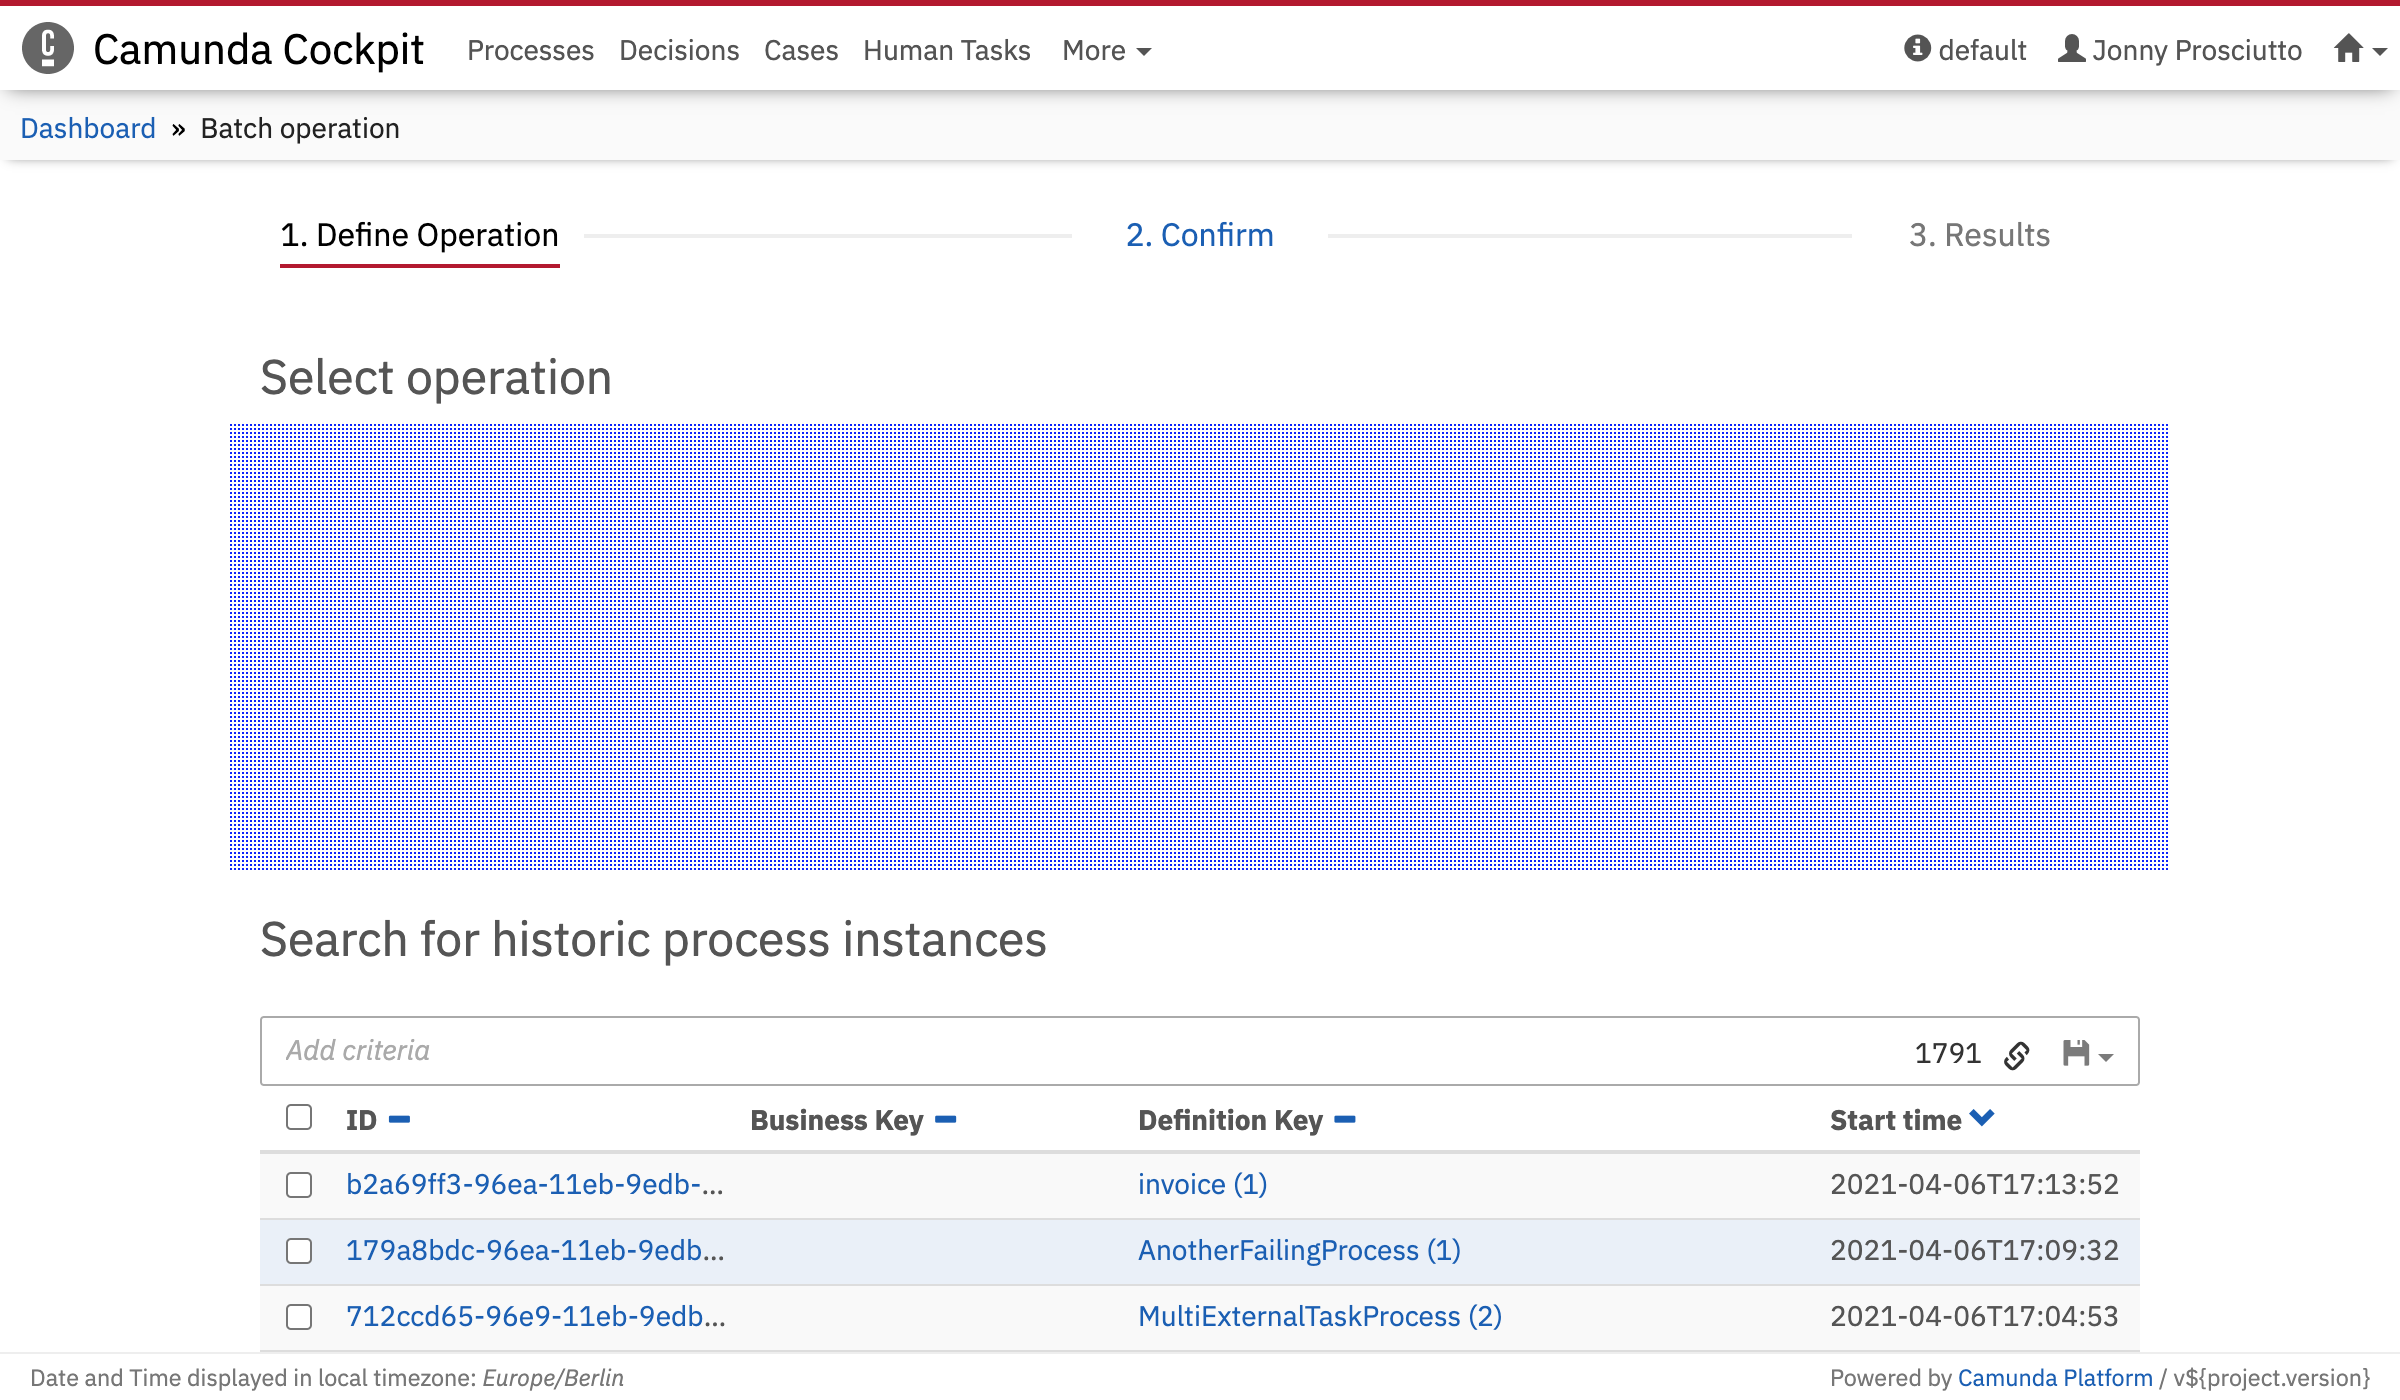 Camunda Cockpit Processes Decisions Cases Human Tasks More default Jonny Prosciutto
Dashboard » Batch operation
1. Define Operation 2. Confirm 3. Results
Select operation
Search for historic process instances
Add criteria 1791
ID Business Key Definition Key Start time
b2a69ff3-96ea-11eb-9edb-... invoice (1) 2021-04-06T17:13:52
179a8bdc-96ea-11eb-9edb... AnotherFailingProcess (1) 2021-04-06T17:09:32
712ccd65-96e9-11eb-9edb... MultiExternalTaskProcess (2) 2021-04-06T17:04:53
Date and Time displayed in local timezone: Europe/Berlin Powered by Camunda Platform / v${project.version}